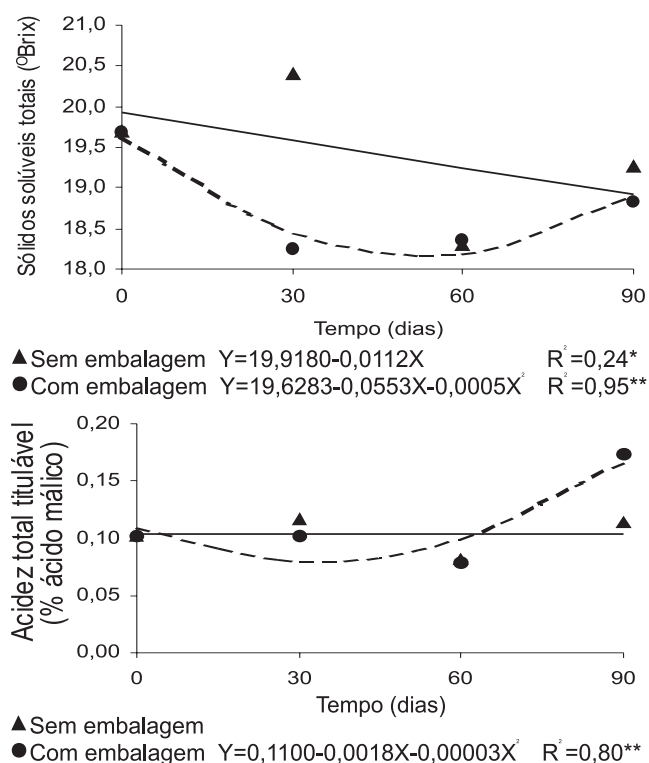 Sólidos solúveis totais (ºBrix)
21,0
20,5
20,0
19,5
19,0
18,5
18,0
0 30 60 90
Tempo (dias)
▲ Sem embalagem Y=19,9180-0,0112X R²=0,24*
● Com embalagem Y=19,6283-0,0553X-0,0005X² R²=0,95**
Acidez total titulável
(% ácido málico)
0,20
0,15
0,10
0,05
0,00
0 30 60 90
Tempo (dias)
▲ Sem embalagem
● Com embalagem Y=0,1100-0,0018X-0,00003X² R²=0,80**